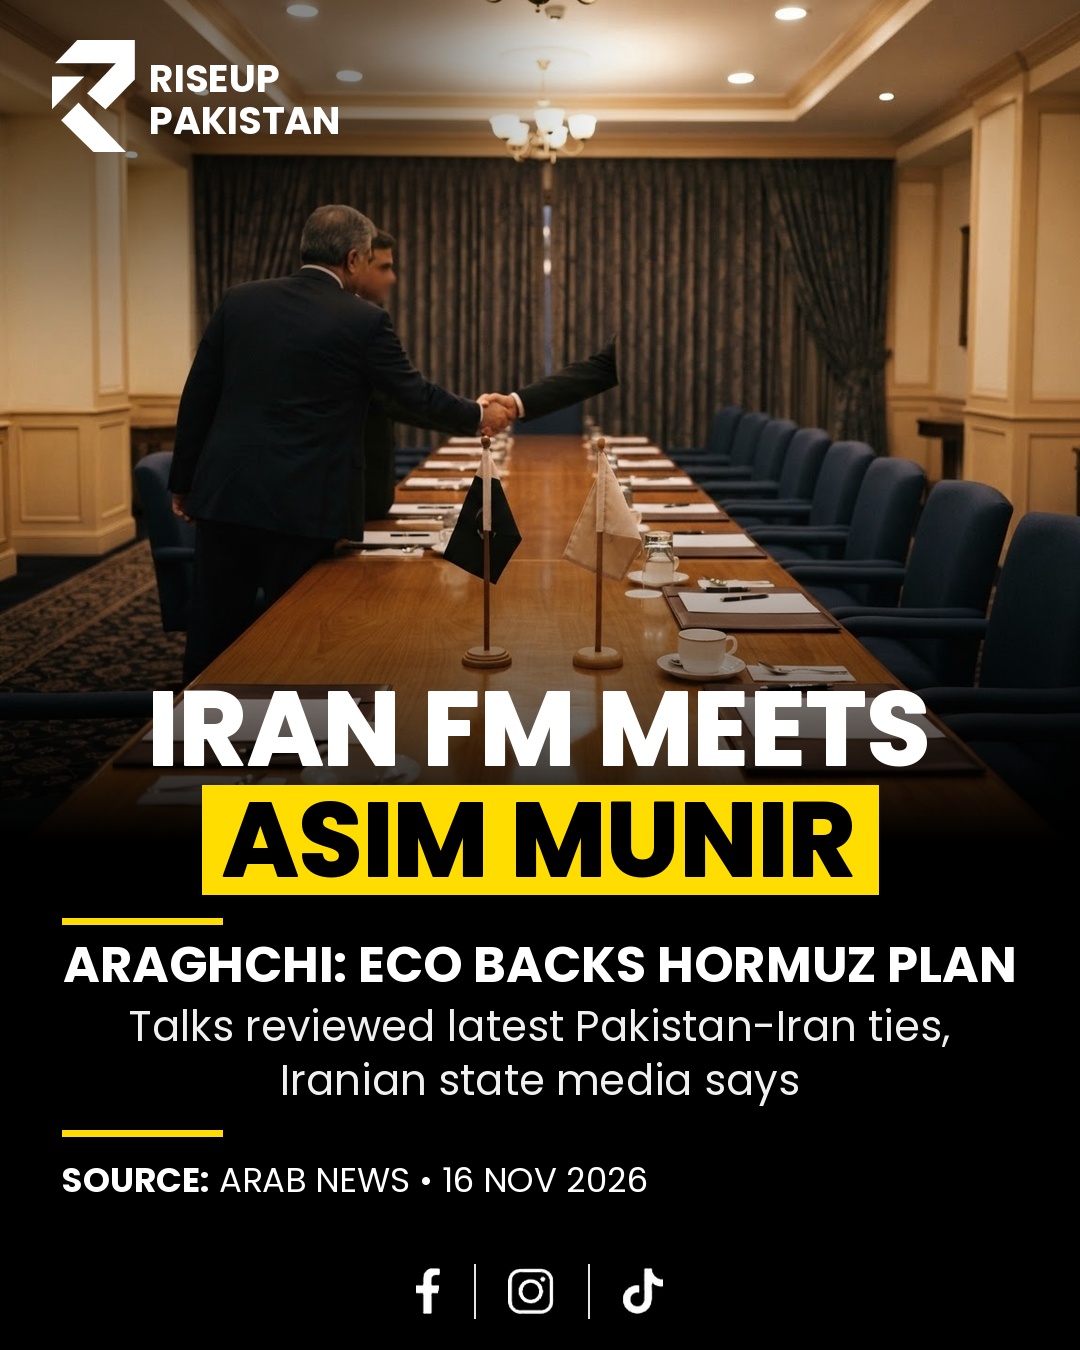 RISEUP
PAKISTAN
IRAN FM MEETS
ASIM MUNIR
ARAGHCHI: ECO BACKS HORMUZ PLAN
Talks reviewed latest Pakistan-Iran ties,
Iranian state media says
SOURCE: ARAB NEWS • 16 NOV 2026